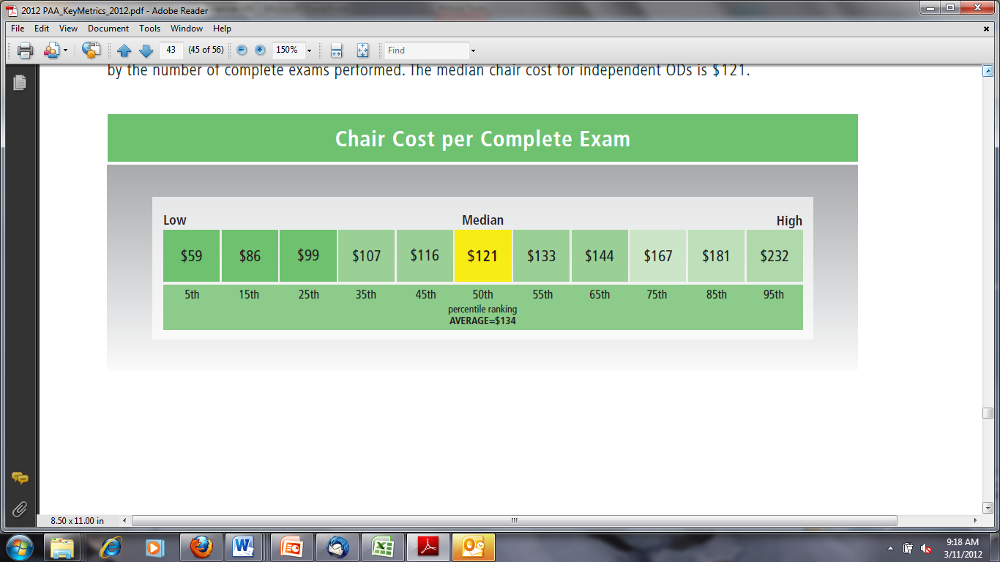 2012 PAA_KeyMetrics_2012.pdf - Adobe Reader
File Edit View Document Tools Window Help
43 (45 of 56) 150% Find
by the number of complete exams performed. The median chair cost for independent ODs is $121.
Chair Cost per Complete Exam
Low Median High
$59 $86 $99 $107 $116 $121 $133 $144 $167 $181 $232
5th 15th 25th 35th 45th 50th 55th 65th 75th 85th 95th
percentile ranking
AVERAGE=$134
8.50 x 11.00 in
9:18 AM
3/11/2012